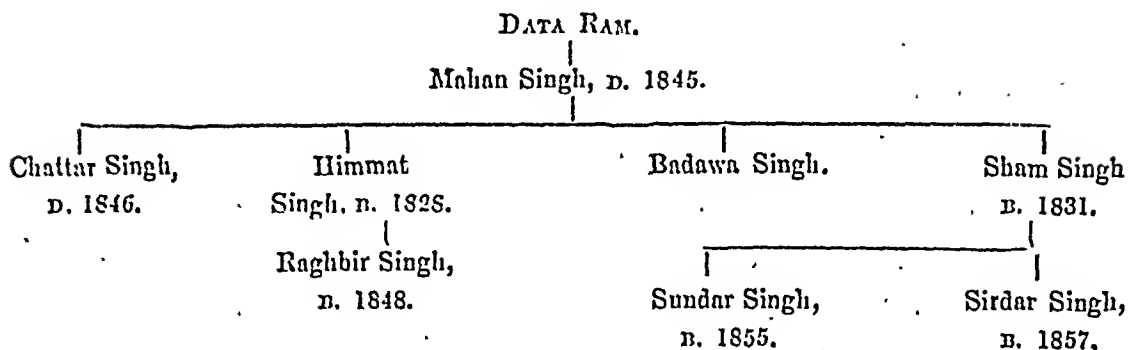 DATA RAM.
Mahan Singh, D. 1845.
Chattar Singh,
D. 1846.
Himmat
Singh, B. 1828.
Raghbir Singh,
B. 1848.
Badawa Singh.
Sham Singh
B. 1831.
Sundar Singh,
B. 1855.
Sirdar Singh,
B. 1857.